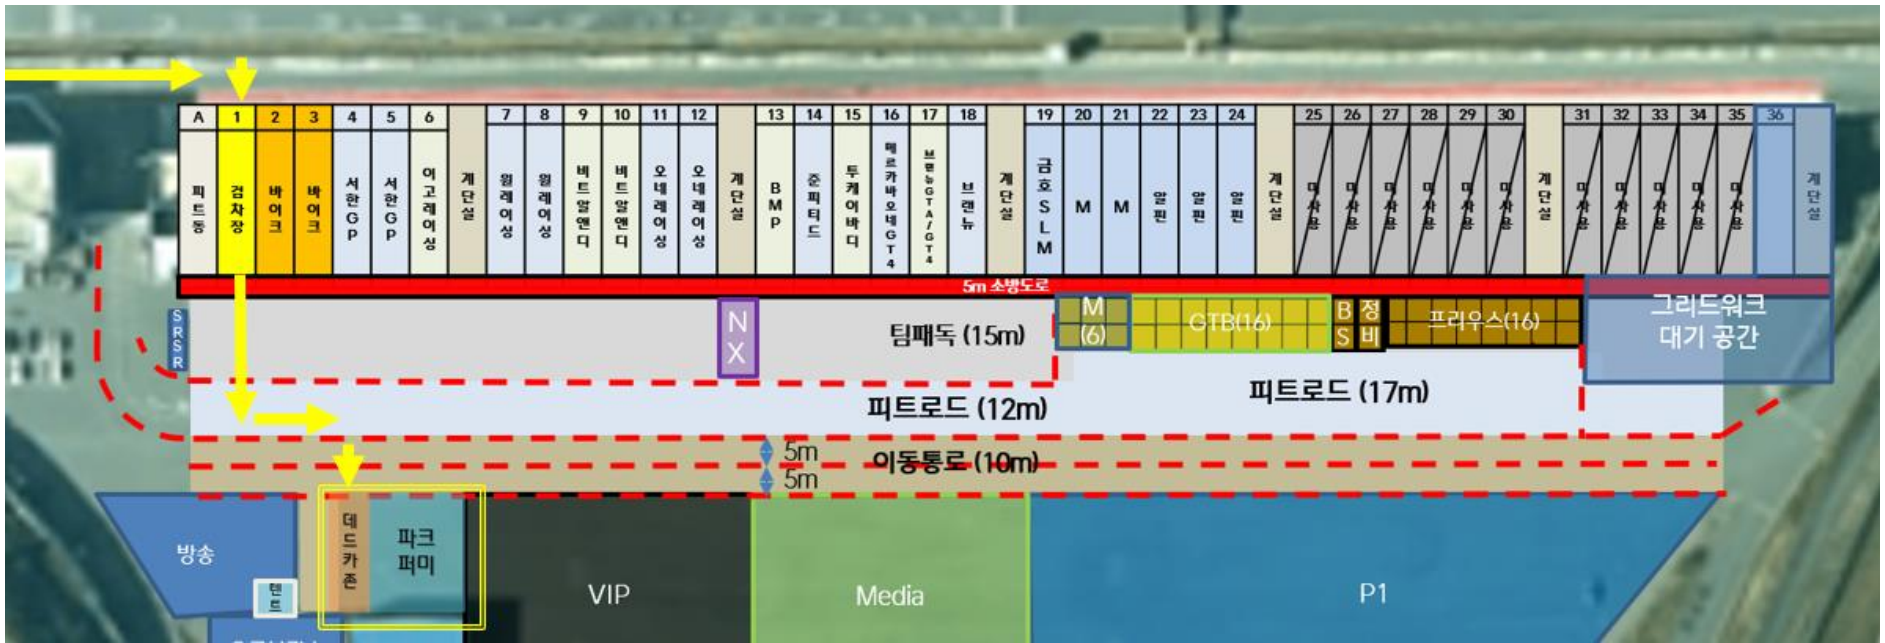 A 1 2 3 4 5 6 7 8 9 10 11 12 13 14 15 16 17 18 19 20 21 22 23 24 25 26 27 28 29 30 31 32 33 34 35 36
피트동
검차장
바이크
바이크
서한GP
서한GP
이고레이싱
계단실
원레이싱
원레이싱
비트알앤디
비트알앤디
오네레이싱
오네레이싱
계단실
BMP
준피티드
투케이바디
메르카바오네GT4
브랜뉴GTA/GT4
브랜뉴
계단실
금호SLM
M
M
알핀
알핀
알핀
계단실
미사용
미사용
미사용
미사용
미사용
미사용
계단실
미사용
미사용
미사용
미사용
미사용
계단실
5m 소방도로
SRSR
NX
팀패독 (15m)
M
(6)
GTB(16)
BS
정비
프리우스(16)
그리드워크
대기 공간
피트로드 (12m)
피트로드 (17m)
5m
이동통로 (10m)
5m
방송
텐트
데드카존
파크
퍼미
VIP
Media
P1